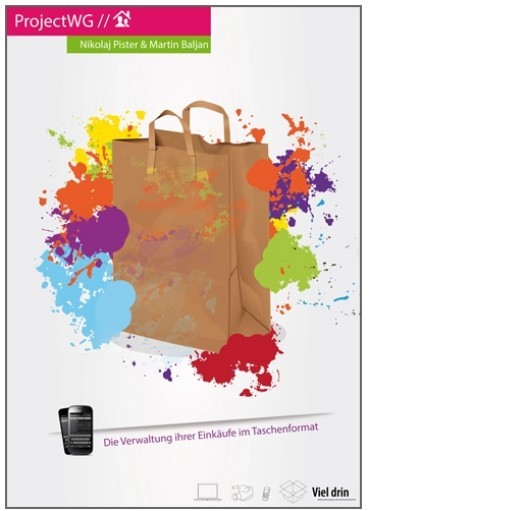 ProjectWG //
Nikolaj Pister & Martin Baljan
Die Verwaltung ihrer Einkäufe im Taschenformat
Viel drin